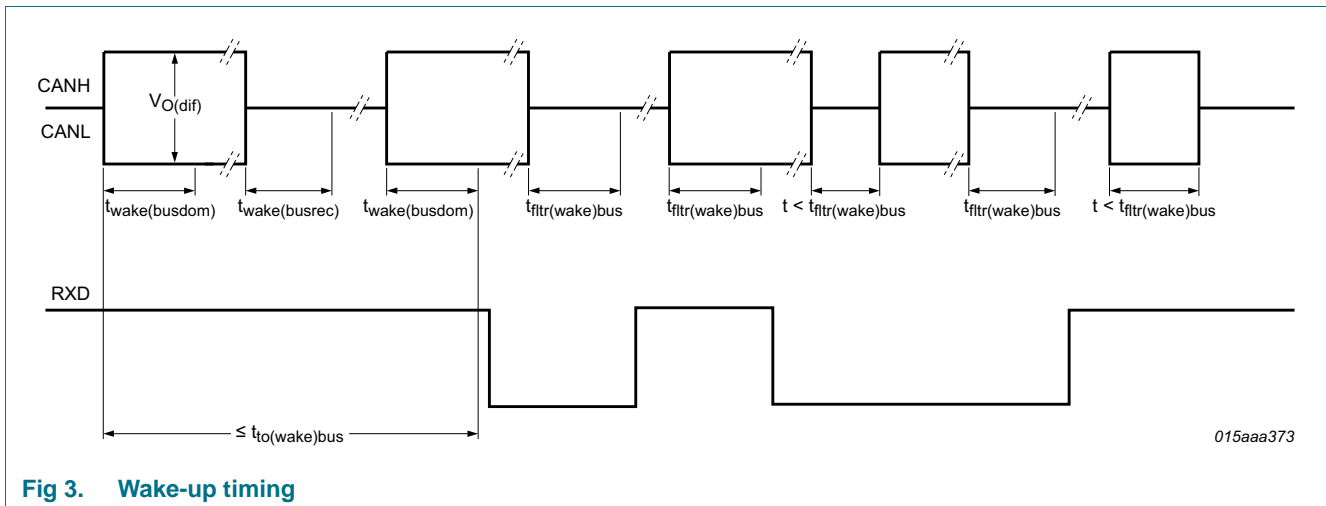 CANH
V_O(dif)
CANL
t_wake(busdom) t_wake(busrec) t_wake(busdom) t_fltr(wake)bus t_fltr(wake)bus t < t_fltr(wake)bus t_fltr(wake)bus t < t_fltr(wake)bus
RXD
≤ t_to(wake)bus
015aaa373
Fig 3. Wake-up timing